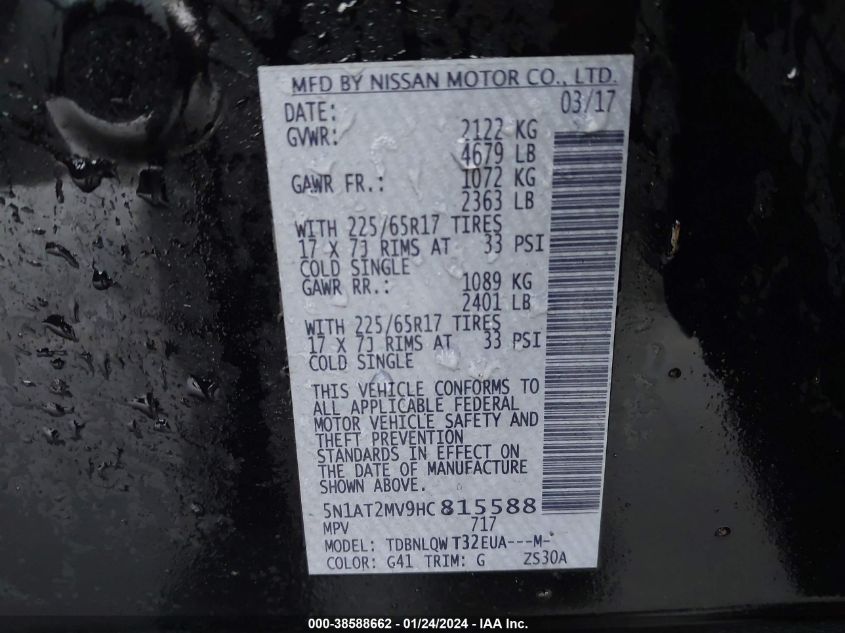 MFD BY NISSAN MOTOR CO., LTD.
DATE: 03/17
GVWR: 2122 KG
4679 LB
GAWR FR.: 1072 KG
2363 LB
WITH 225/65R17 TIRES
17 X 7J RIMS AT 33 PSI
COLD SINGLE
GAWR RR.: 1089 KG
2401 LB
WITH 225/65R17 TIRES
17 X 7J RIMS AT 33 PSI
COLD SINGLE
THIS VEHICLE CONFORMS TO
ALL APPLICABLE FEDERAL
MOTOR VEHICLE SAFETY AND
THEFT PREVENTION
STANDARDS IN EFFECT ON
THE DATE OF MANUFACTURE
SHOWN ABOVE.
5N1AT2MV9HC815588
MPV 717
MODEL: TDBNLQWT32EUA---M-
COLOR: G41 TRIM: G ZS30A
000-38588662 - 01/24/2024 - IAA Inc.